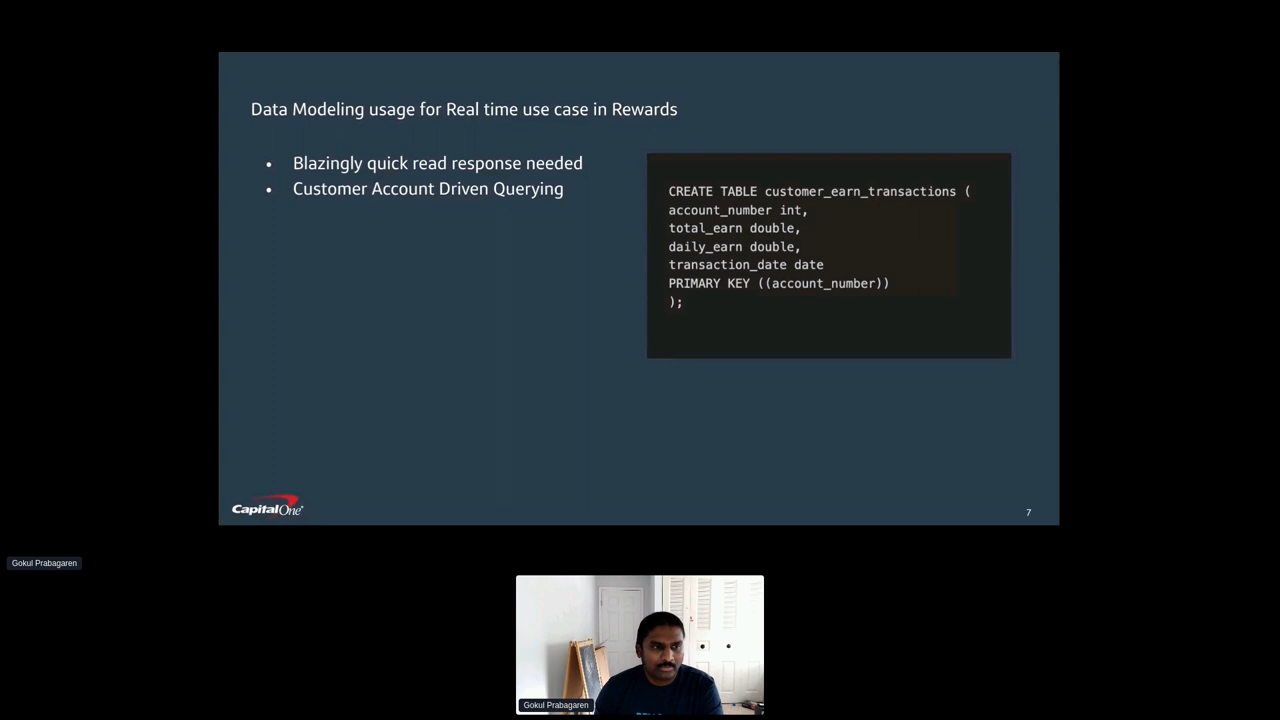 Data Modeling usage for Real time use case in Rewards
• Blazingly quick read response needed
• Customer Account Driven Querying
CREATE TABLE customer_earn_transactions (
account_number int,
total_earn double,
daily_earn double,
transaction_date date
PRIMARY KEY ((account_number))
);
CapitalOne
7
Gokul Prabagaren
Gokul Prabagaren